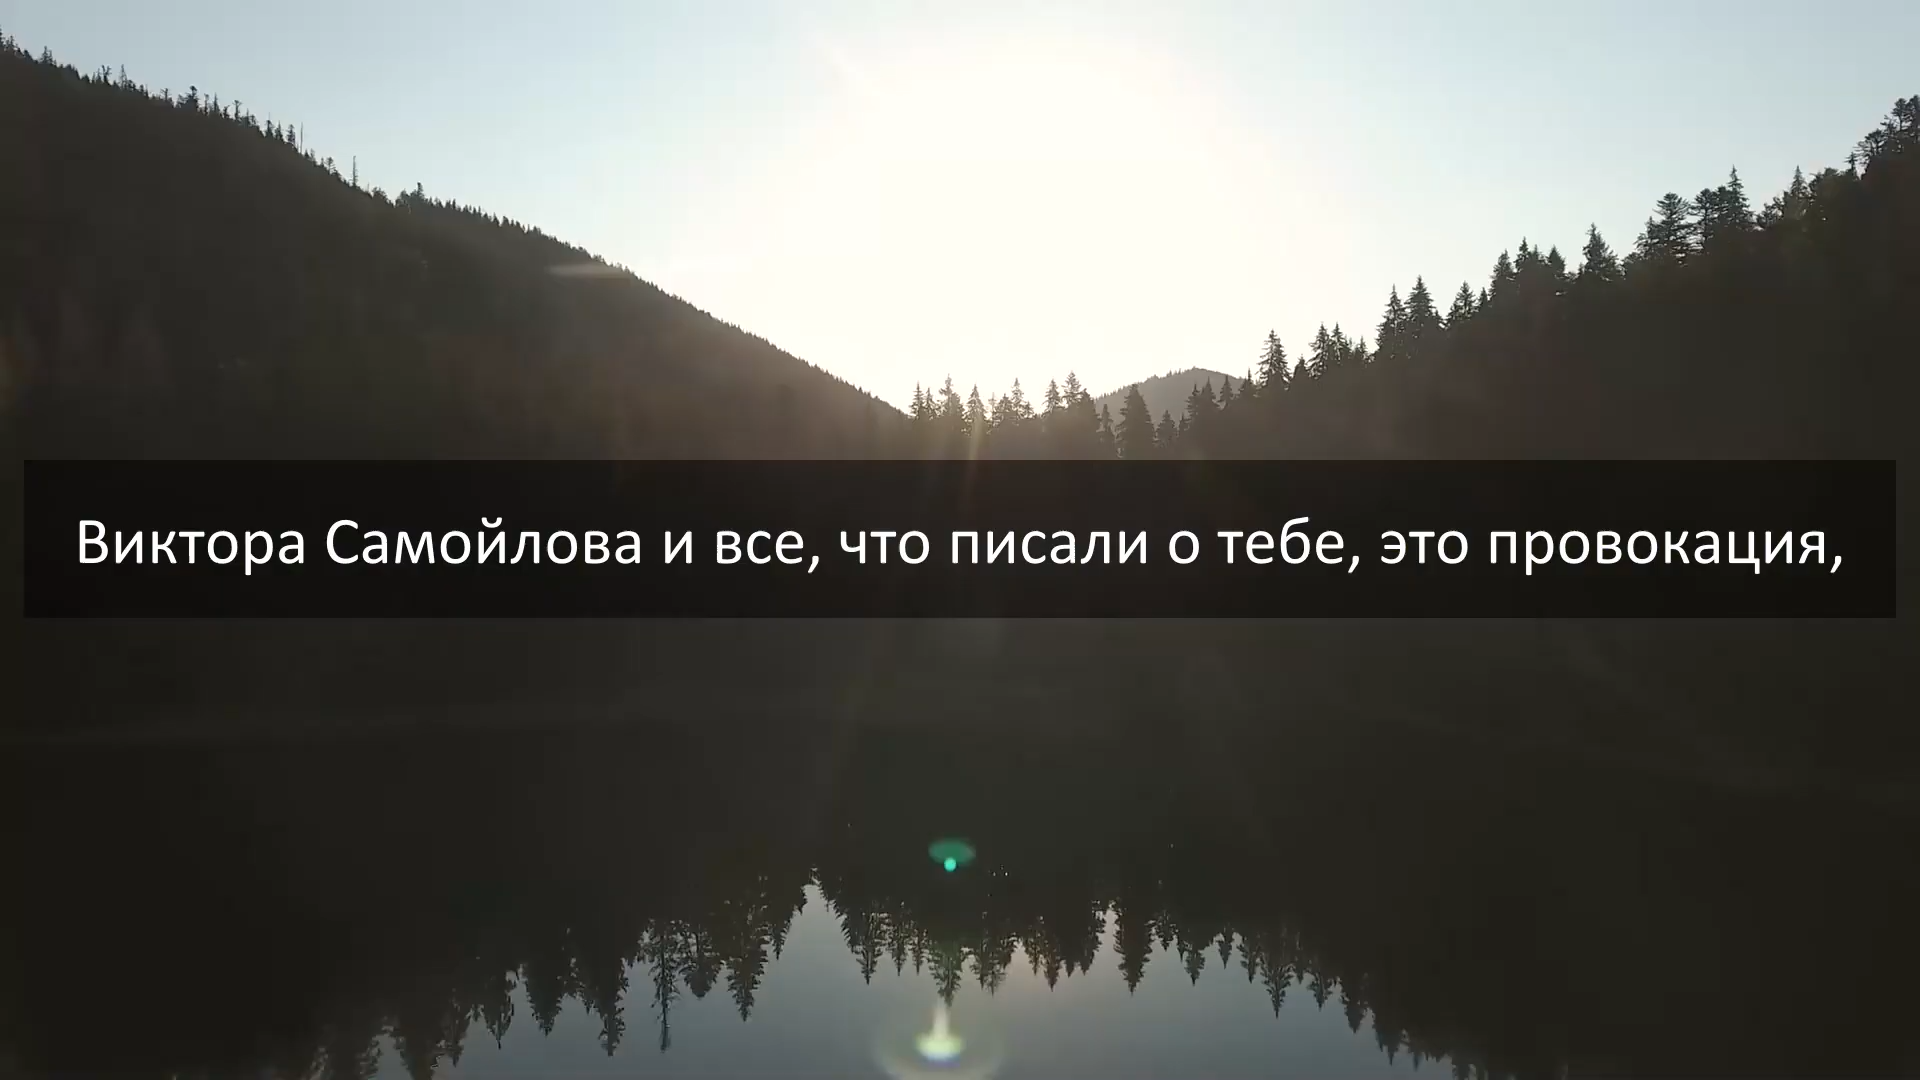 Виктора Самойлова и все, что писали о тебе, это провокация,